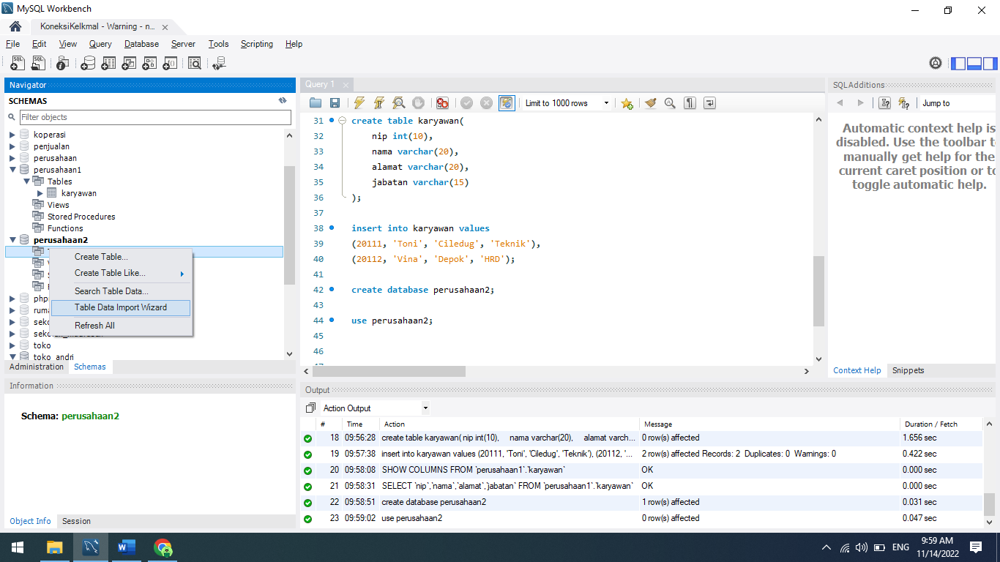 MySQL Workbench
KoneksiKelkmal - Warning - n...
File Edit View Query Database Server Tools Scripting Help
Navigator
SCHEMAS
Filter objects
koperasi
penjualan
perusahaan
perusahaan1
Tables
karyawan
Views
Stored Procedures
Functions
perusahaan2
Create Table...
Create Table Like...
Search Table Data...
Table Data Import Wizard
Refresh All
toko
toko_andri
Administration Schemas
Information
Schema: perusahaan2
Object Info Session
Query 1
Limit to 1000 rows
31 create table karyawan(
32 nip int(10),
33 nama varchar(20),
34 alamat varchar(20),
35 jabatan varchar(15)
36 );
37
38 insert into karyawan values
39 (20111, 'Toni', 'Ciledug', 'Teknik'),
40 (20112, 'Vina', 'Depok', 'HRD');
41
42 create database perusahaan2;
43
44 use perusahaan2;
45
46
SQLAdditions
Jump to
Automatic context help is
disabled. Use the toolbar to
manually get help for the
current caret position or to
toggle automatic help.
Context Help Snippets
Output
Action Output
# Time Action Message Duration / Fetch
18 09:56:28 create table karyawan( nip int(10), nama varchar(20), alamat varch... 0 row(s) affected 1.656 sec
19 09:57:38 insert into karyawan values (20111, 'Toni', 'Ciledug', 'Teknik'), (20112, '... 2 row(s) affected Records: 2 Duplicates: 0 Warnings: 0 0.422 sec
20 09:58:08 SHOW COLUMNS FROM `perusahaan1`.`karyawan` OK 0.000 sec
21 09:58:31 SELECT `nip`,`nama`,`alamat`,`jabatan` FROM `perusahaan1`.`karyawan` OK 0.000 sec
22 09:58:51 create database perusahaan2 1 row(s) affected 0.031 sec
23 09:59:02 use perusahaan2 0 row(s) affected 0.047 sec
ENG
9:59 AM
11/14/2022